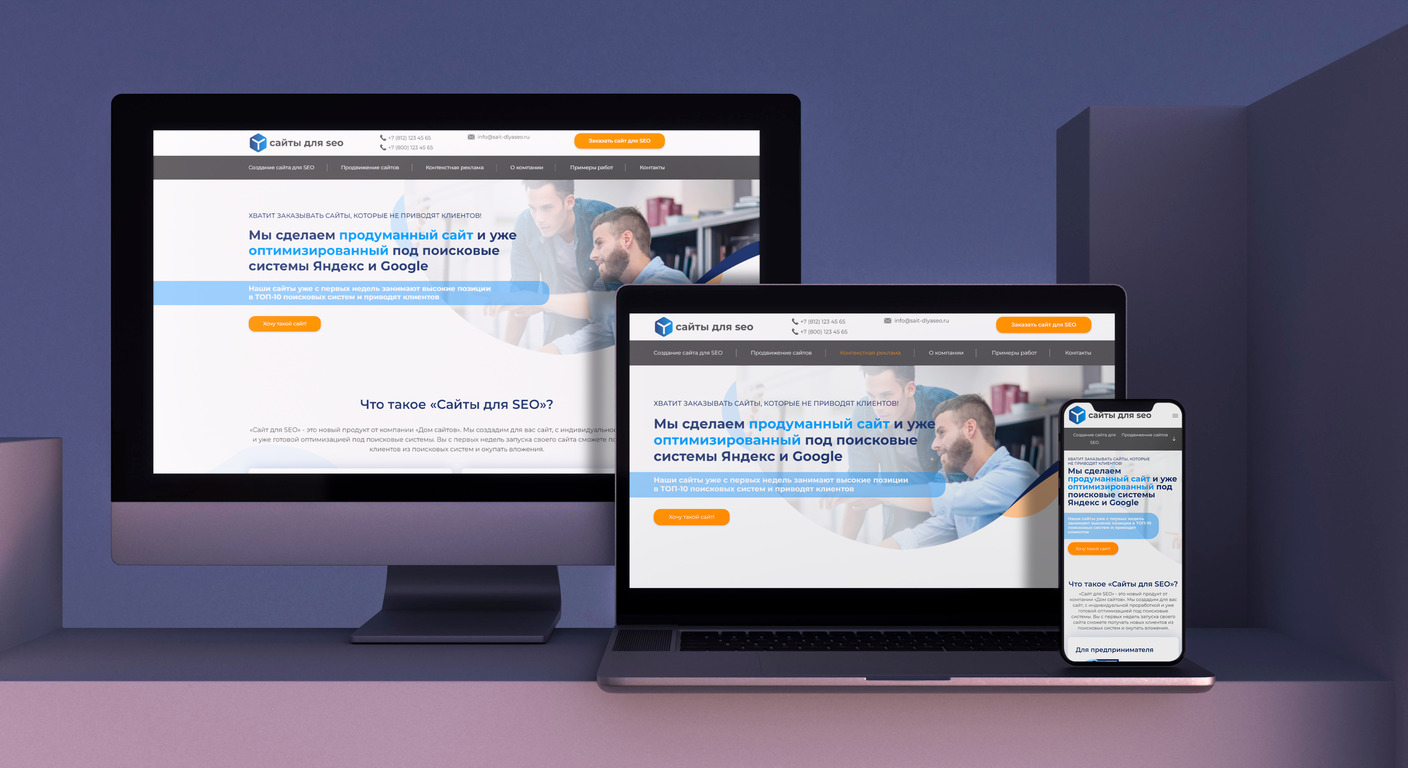 сайты для seo
+7 (812) 123 45 65
+7 (800) 123 45 65
info@sait-dlyaseo.ru
Заказать сайт для SEO
Создание сайта для SEO Продвижение сайтов Контекстная реклама О компании Примеры работ Контакты
ХВАТИТ ЗАКАЗЫВАТЬ САЙТЫ, КОТОРЫЕ НЕ ПРИВОДЯТ КЛИЕНТОВ!
Мы сделаем продуманный сайт и уже
оптимизированный под поисковые
системы Яндекс и Google
Наши сайты уже с первых недель занимают высокие позиции
в ТОП-10 поисковых систем и приводят клиентов
Хочу такой сайт!
Что такое «Сайты для SEO»?
«Сайт для SEO» - это новый продукт от компании «Дом сайтов». Мы создадим для вас сайт, с индивидуально
и уже готовой оптимизацией под поисковые системы. Вы с первых недель запуска своего сайта сможете
клиентов из поисковых систем и окупать вложения.
сайты для seo
+7 (812) 123 45 65
+7 (800) 123 45 65
info@sait-dlyaseo.ru
Заказать сайт для SEO
Создание сайта для SEO Продвижение сайтов Контекстная реклама О компании Примеры работ Контакты
ХВАТИТ ЗАКАЗЫВАТЬ САЙТЫ, КОТОРЫЕ НЕ ПРИВОДЯТ КЛИЕНТОВ!
Мы сделаем продуманный сайт и уже
оптимизированный под поисковые
системы Яндекс и Google
Наши сайты уже с первых недель занимают высокие позиции
в ТОП-10 поисковых систем и приводят клиентов
Хочу такой сайт!
сайты для seo
Создание сайта для Продвижение сайтов
SEO
ХВАТИТ ЗАКАЗЫВАТЬ САЙТЫ, КОТОРЫЕ
НЕ ПРИВОДЯТ КЛИЕНТОВ!
Мы сделаем
продуманный сайт и уже
оптимизированный под
поисковые системы
Яндекс и Google
Наши сайты уже с первых недель
занимают высокие позиции в ТОП-10
поисковых систем и приводят
клиентов
Хочу такой сайт!
Что такое «Сайты для SEO»?
«Сайт для SEO» - это новый продукт от
компании «Дом сайтов». Мы создадим для вас
сайт, с индивидуальной проработкой и уже
готовой оптимизацией под поисковые
системы. Вы с первых недель запуска своего
сайта сможете получать новых клиентов из
поисковых систем и окупать вложения.
Для предпринимателя